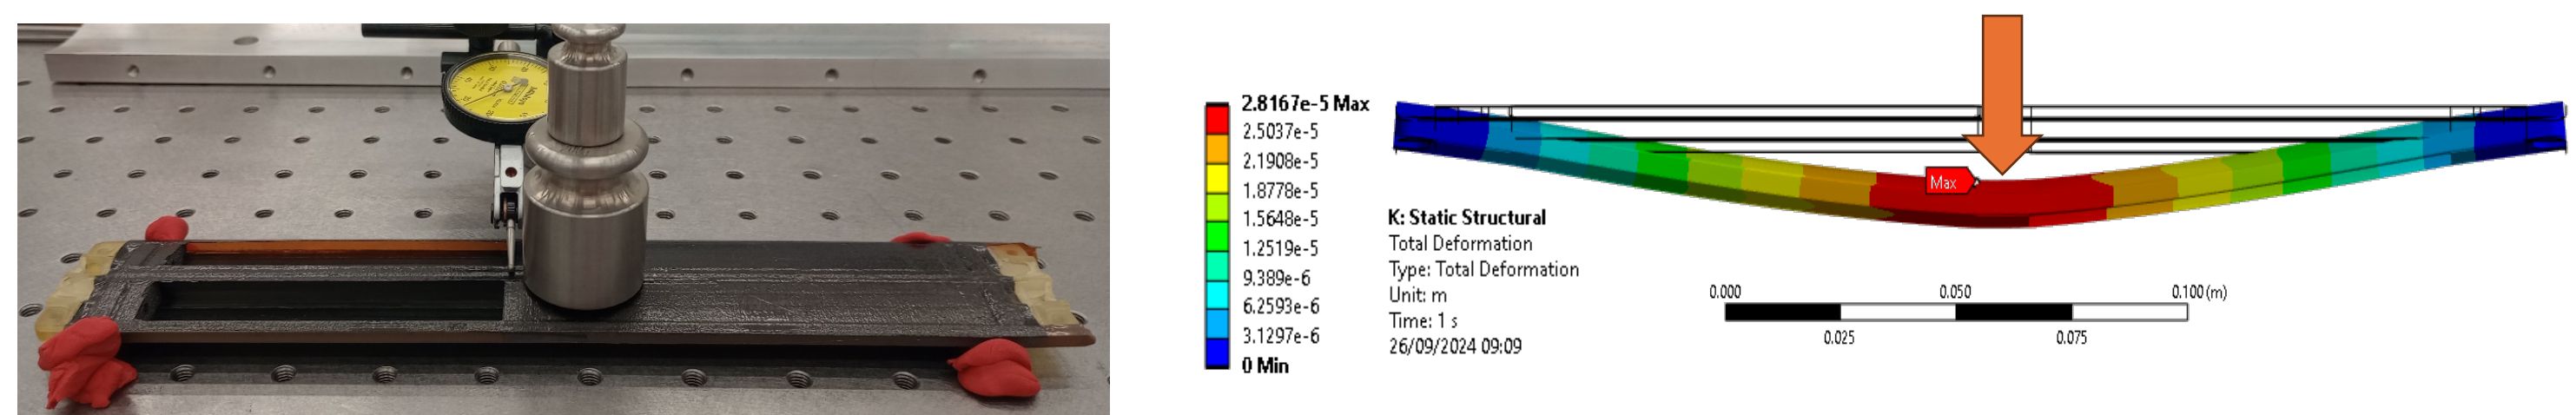 2.8167e-5 Max
2.5037e-5
2.1908e-5
1.8778e-5
1.5648e-5
1.2519e-5
9.389e-6
6.2593e-6
3.1297e-6
0 Min
Max
K: Static Structural
Total Deformation
Type: Total Deformation
Unit: m
Time: 1 s
26/09/2024 09:09
0.000 0.050 0.100 (m)
0.025 0.075